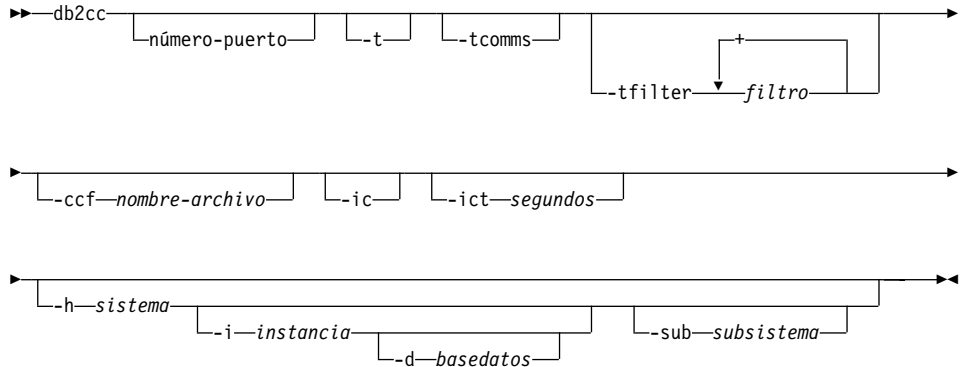 db2cc
número-puerto -t -tcomms +
-tfilter filtro
-ccf nombre-archivo -ic -ict segundos
-h sistema
-i instancia -sub subsistema
-d basedatos